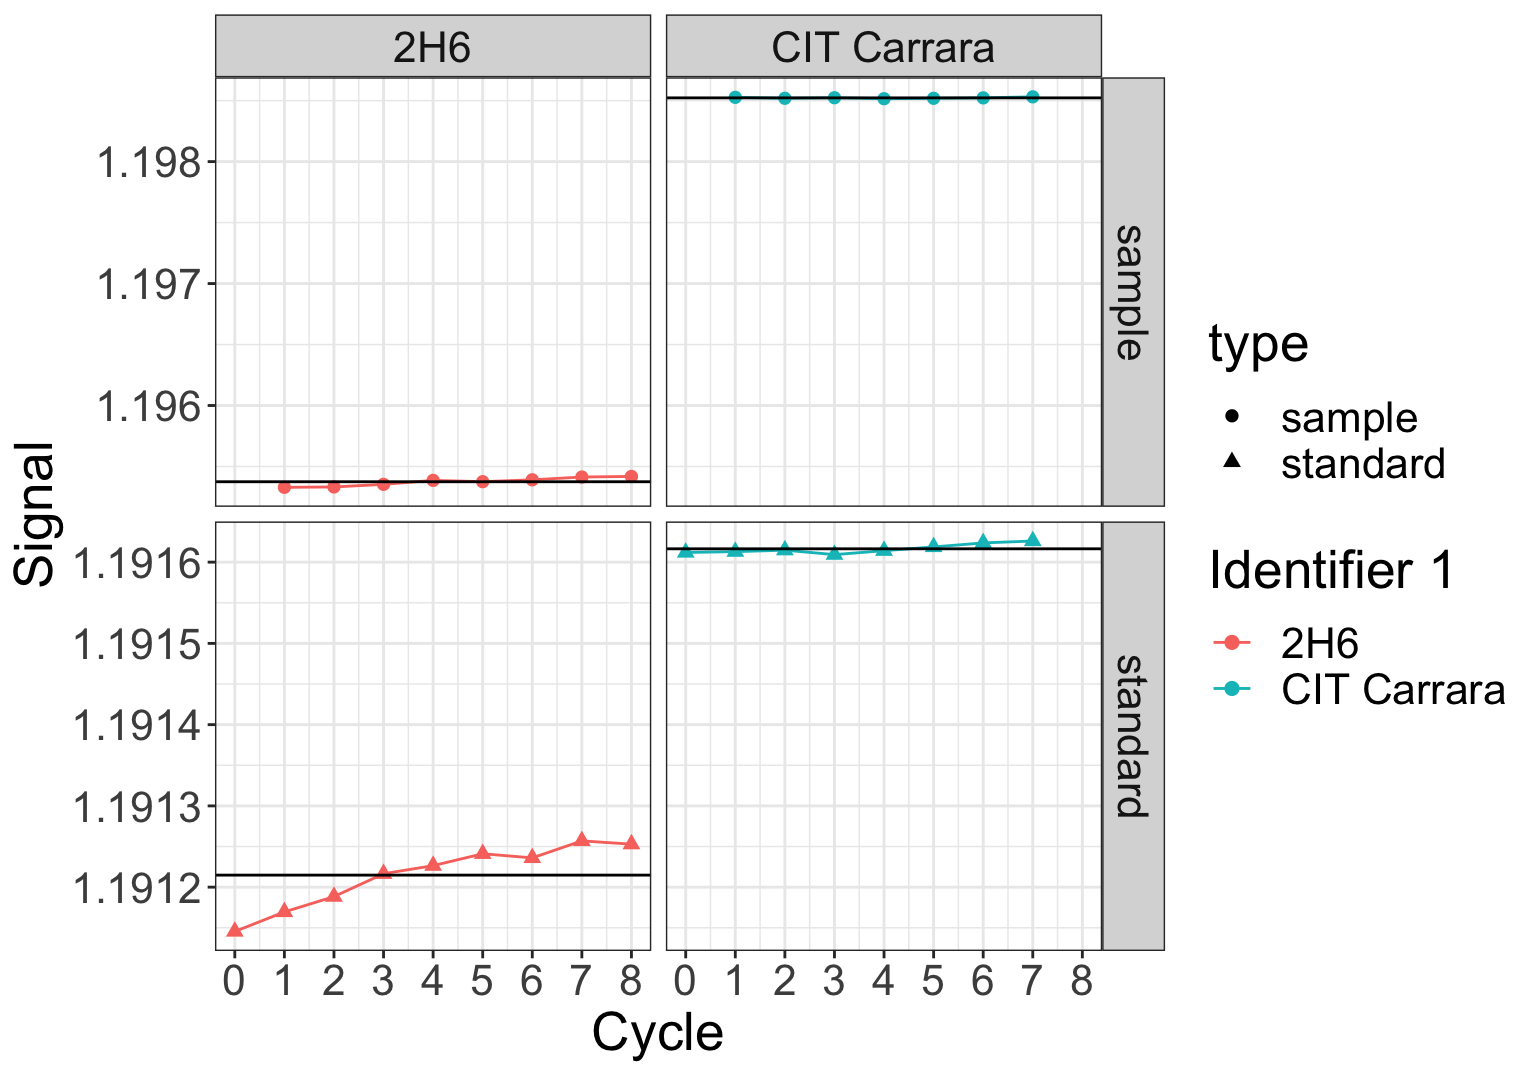 2H6
CIT Carrara
1.198
1.197
1.196
sample
Signal
1.1916
1.1915
1.1914
1.1913
1.1912
standard
0 1 2 3 4 5 6 7 8
0 1 2 3 4 5 6 7 8
Cycle
type
sample
standard
Identifier 1
2H6
CIT Carrara